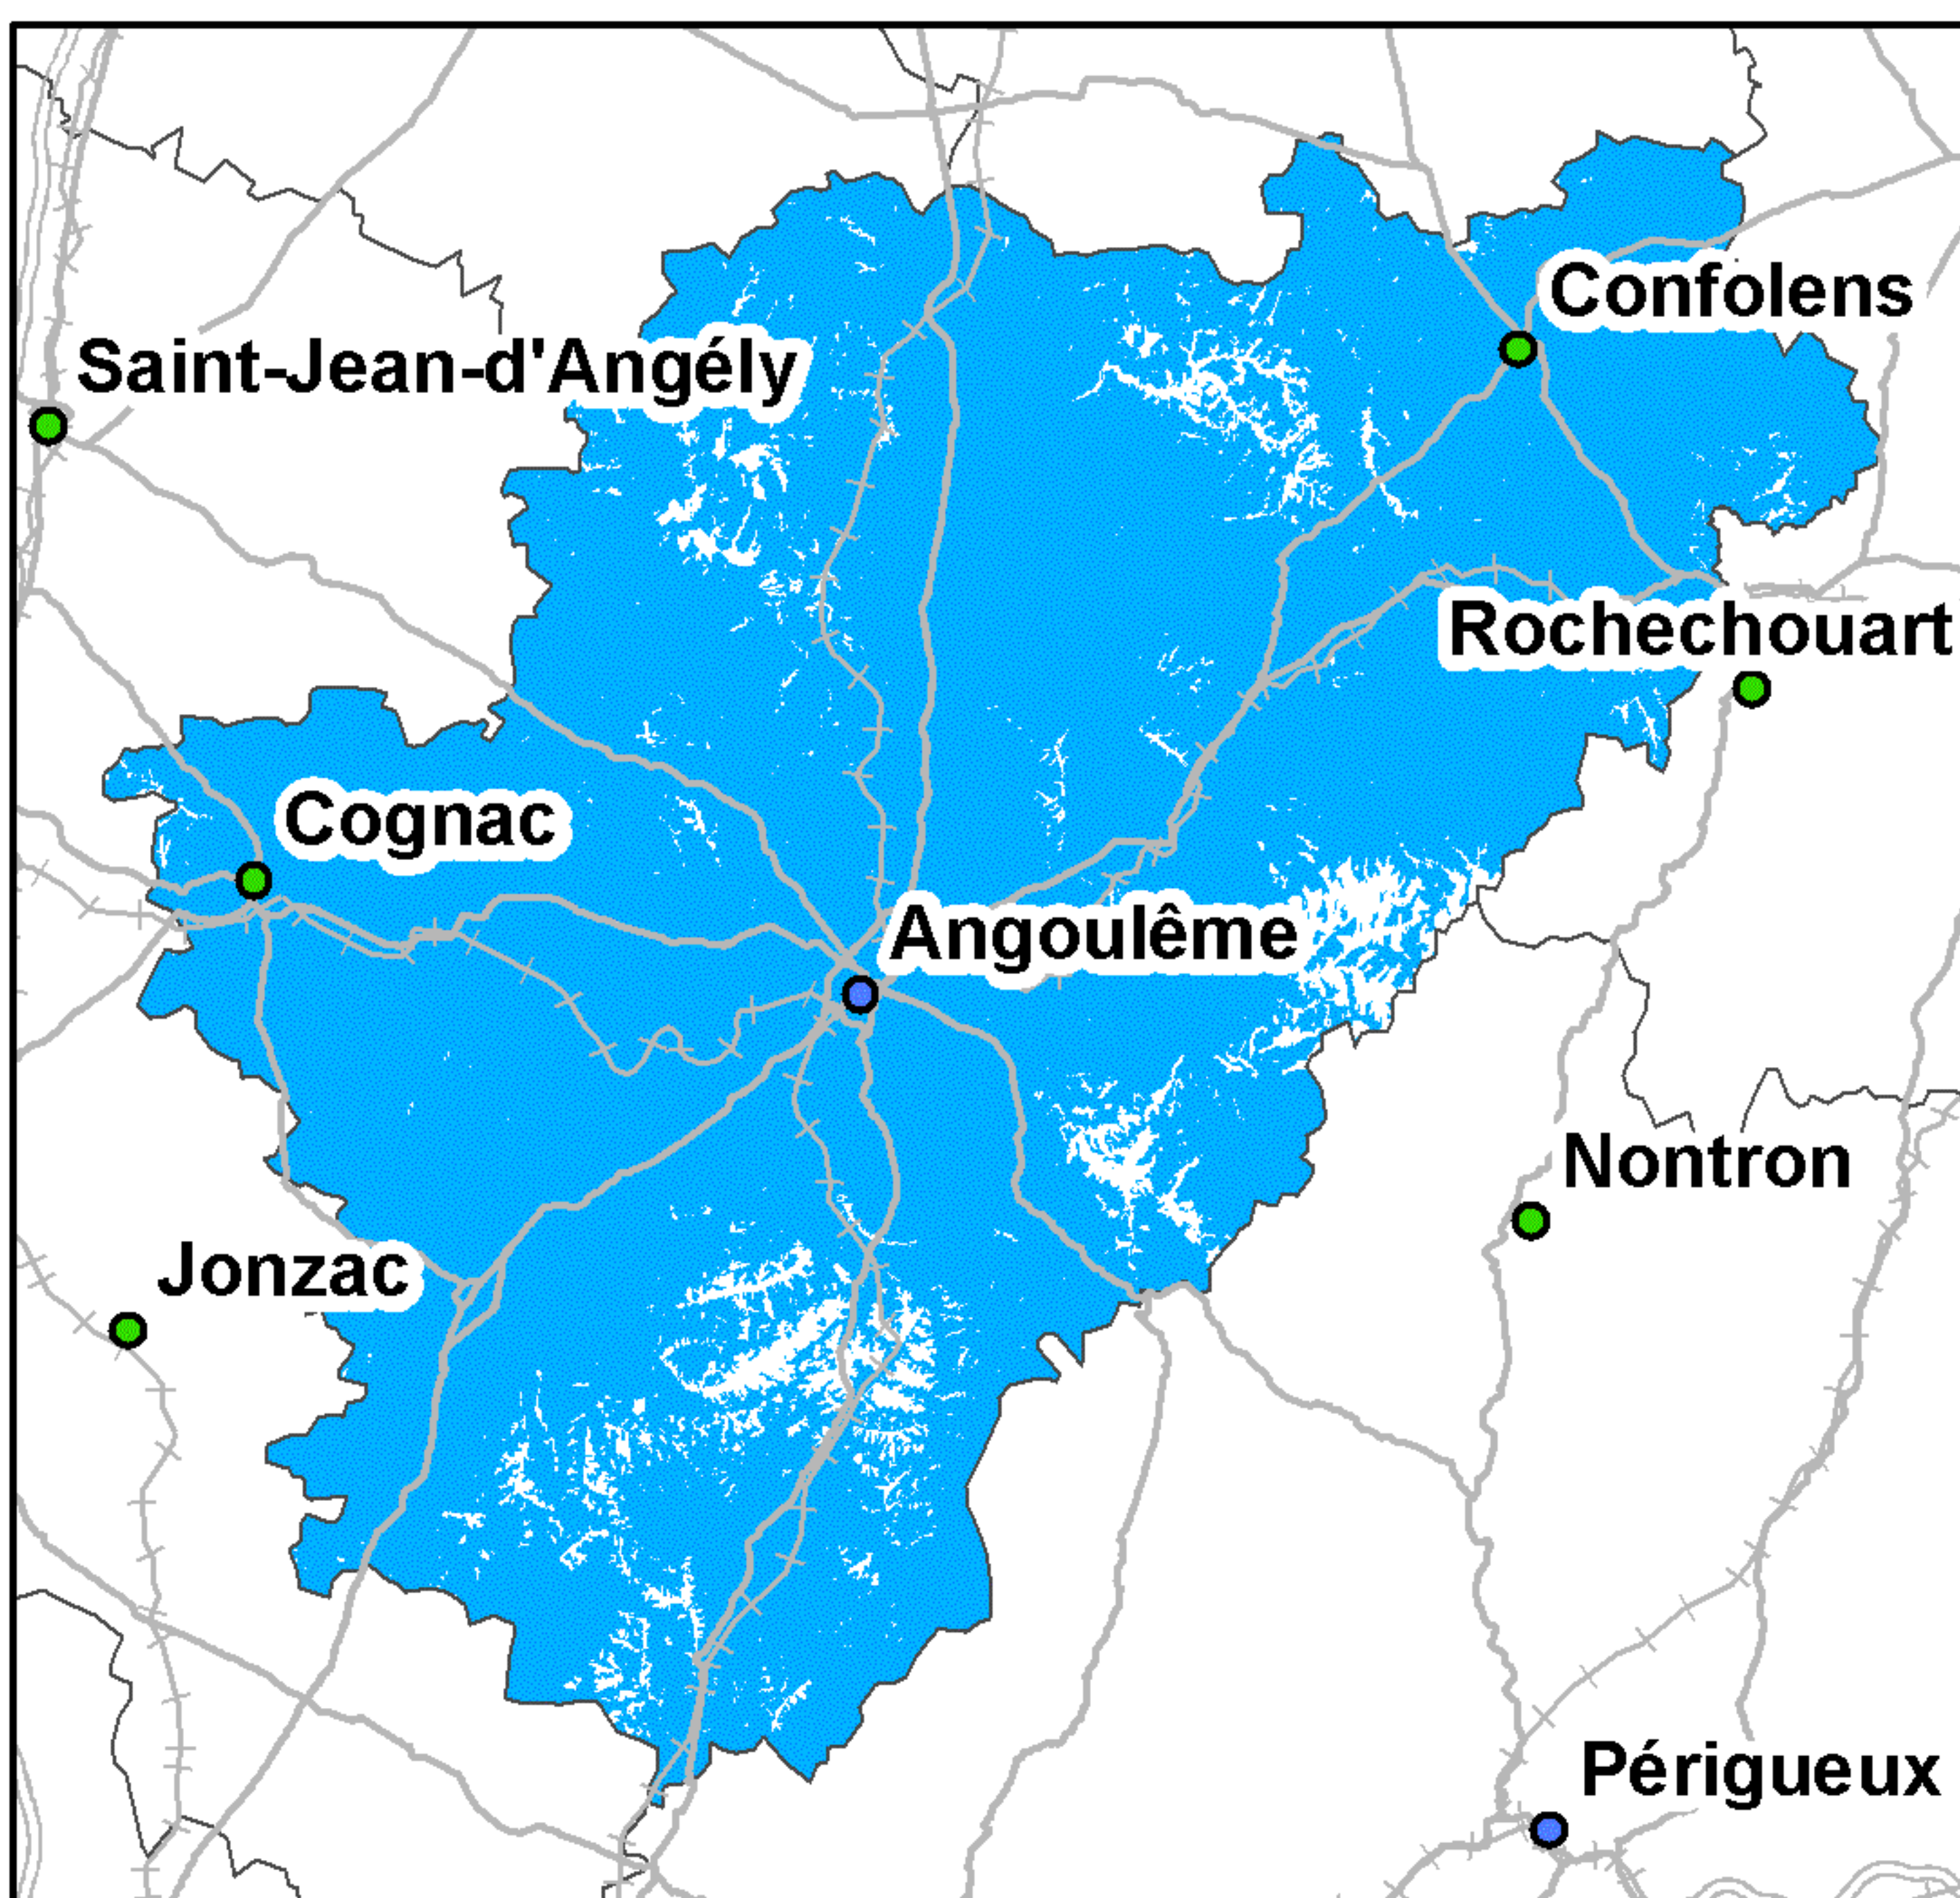 Confolens
Saint-Jean-d'Angély
Rochechouart
Cognac
Angoulême
Nontron
Jonzac
Périgueux